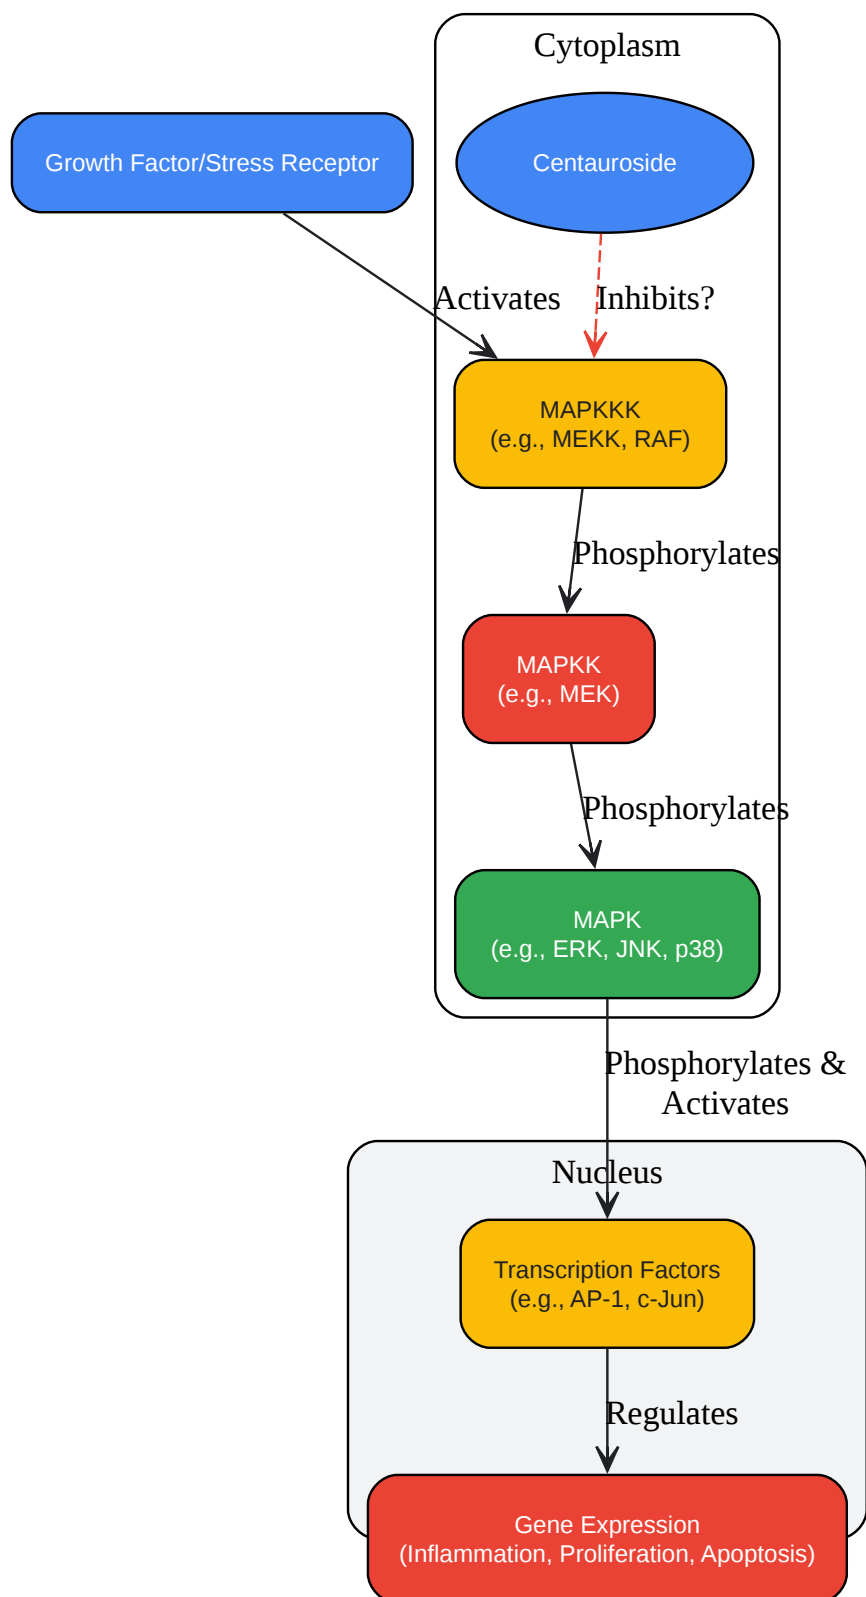 Cytoplasm
Growth Factor/Stress Receptor
Centauroside
Activates
Inhibits?
MAPKKK
(e.g., MEKK, RAF)
Phosphorylates
MAPKK
(e.g., MEK)
Phosphorylates
MAPK
(e.g., ERK, JNK, p38)
Phosphorylates &
Activates
Nucleus
Transcription Factors
(e.g., AP-1, c-Jun)
Regulates
Gene Expression
(Inflammation, Proliferation, Apoptosis)